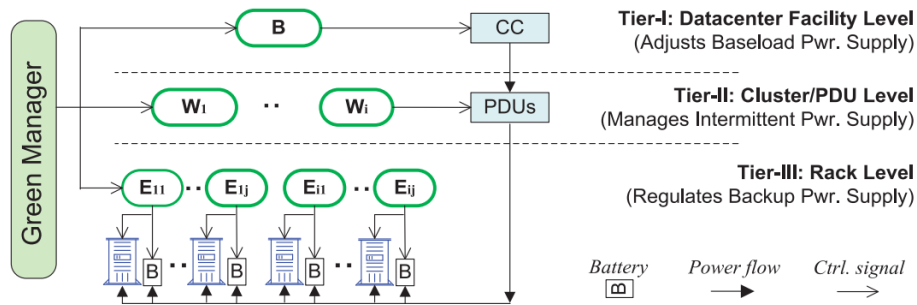 Green Manager
B
CC
Tier-I: Datacenter Facility Level
(Adjusts Baseload Pwr. Supply)
W1 .. Wi
PDUs
Tier-II: Cluster/PDU Level
(Manages Intermittent Pwr. Supply)
E11 .. E1j Ei1 .. Eij
Tier-III: Rack Level
(Regulates Backup Pwr. Supply)
B .. B B .. B
Battery Power flow Ctrl. signal
B